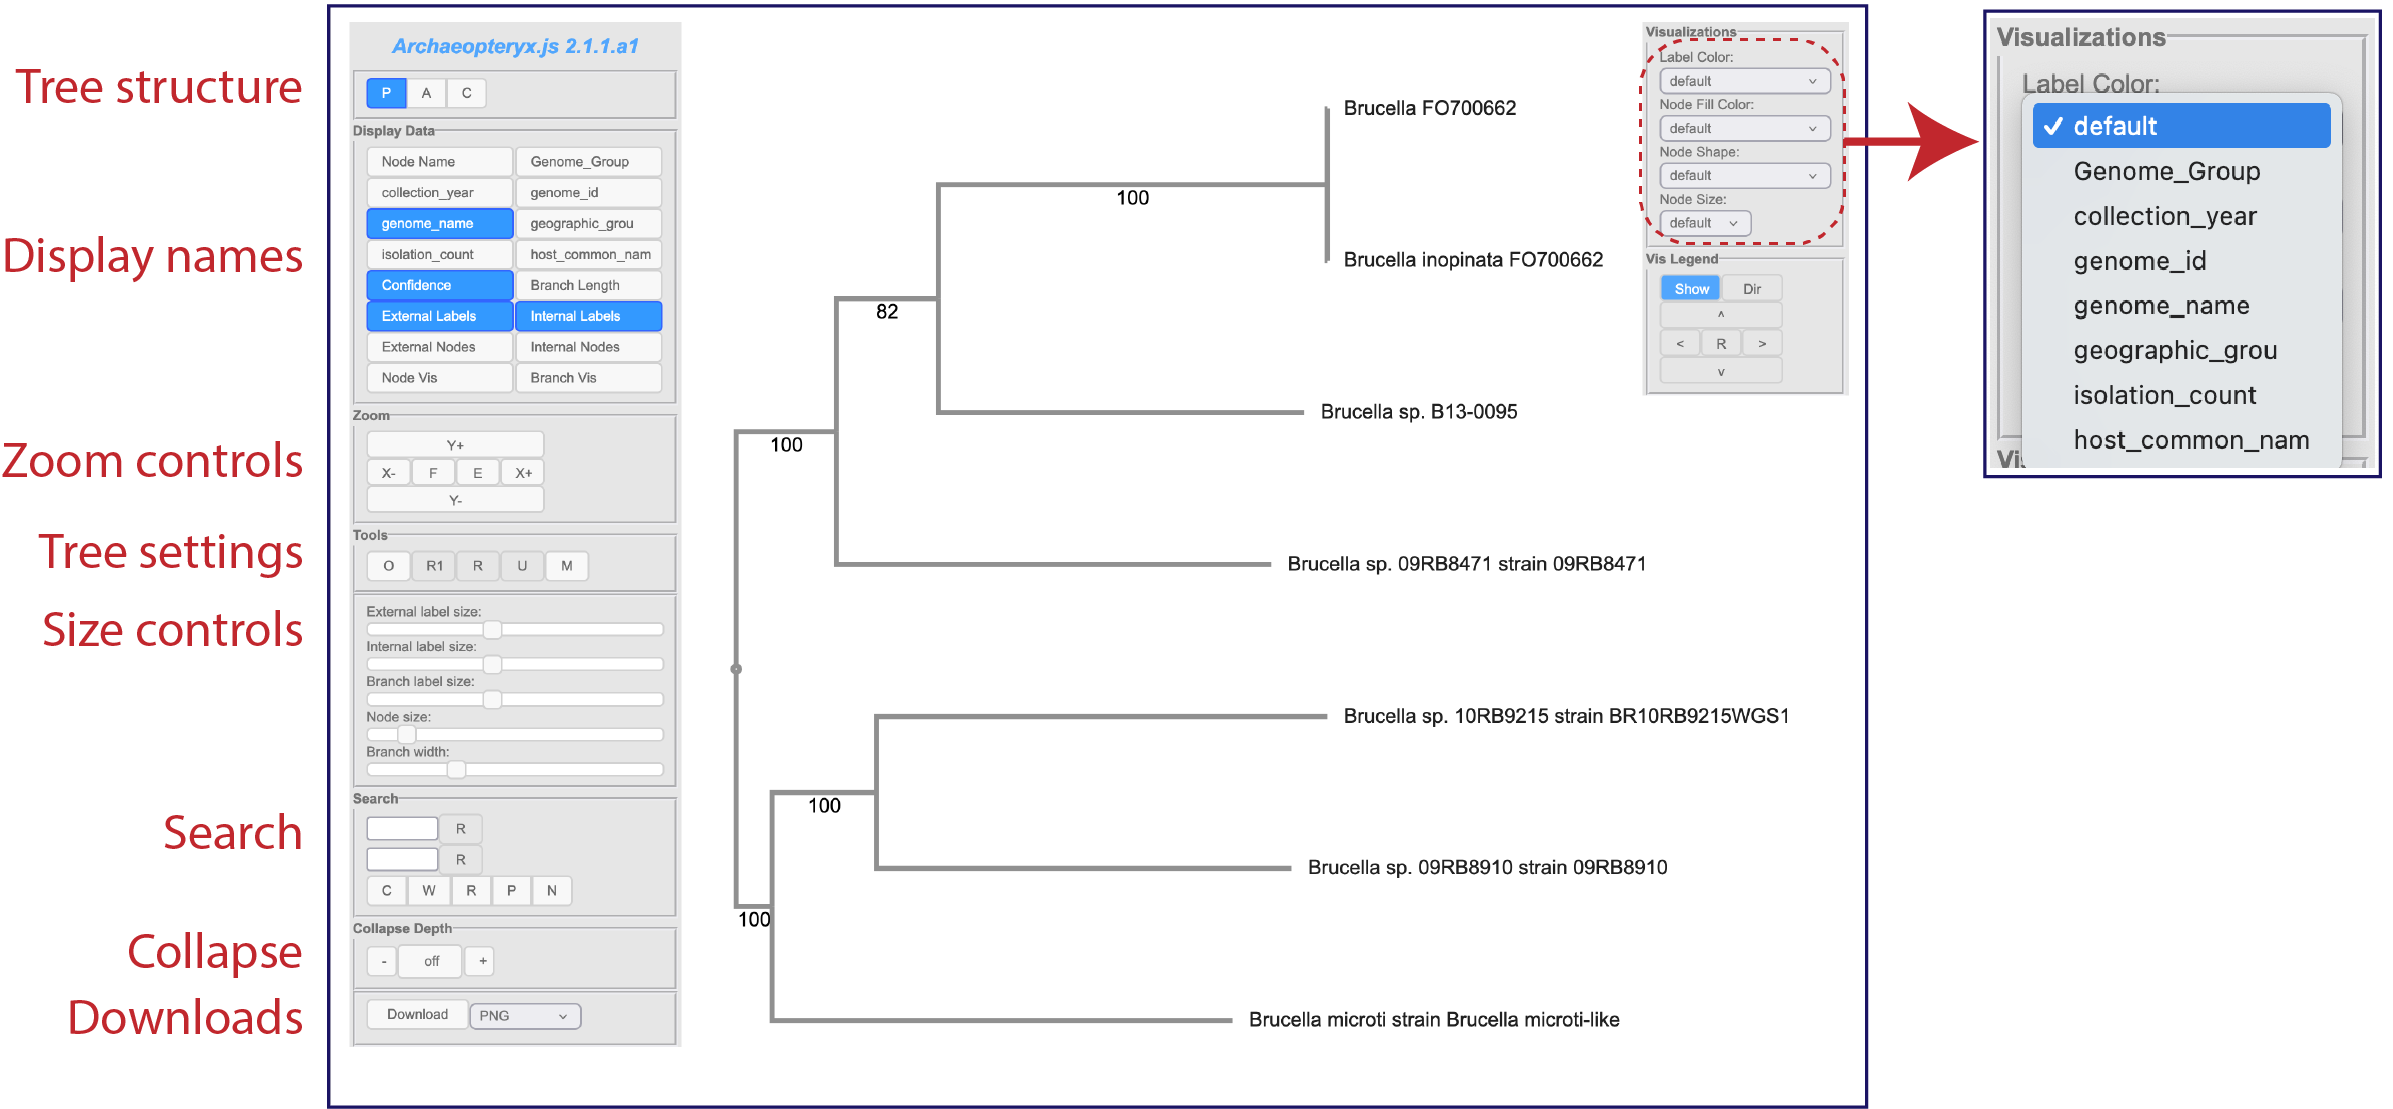 Tree structure
Display names
Zoom controls
Tree settings
Size controls
Search
Collapse
Downloads
Archaeopteryx.js 2.1.1.a1
P A C
Display Data
Node Name Genome_Group
collection_year genome_id
genome_name geographic_grou
isolation_count host_common_nam
Confidence Branch Length
External Labels Internal Labels
External Nodes Internal Nodes
Node Vis Branch Vis
Zoom
Y+
X- F E X+
Y-
Tools
O R1 R U M
External label size:
Internal label size:
Branch label size:
Node size:
Branch width:
Search
R
R
C W R P N
Collapse Depth
- off +
Download PNG
Brucella FO700662
100
Brucella inopinata FO700662
82
Brucella sp. B13-0095
100
Brucella sp. 09RB8471 strain 09RB8471
Brucella sp. 10RB9215 strain BR10RB9215WGS1
100
Brucella sp. 09RB8910 strain 09RB8910
100
Brucella microti strain Brucella microti-like
Visualizations
Label Color:
default
Node Fill Color:
default
Node Shape:
default
Node Size:
default
Vis Legend
Show Dir
^
< R >
v
Visualizations
Label Color:
✓ default
Genome_Group
collection_year
genome_id
genome_name
geographic_grou
isolation_count
host_common_nam
Vi